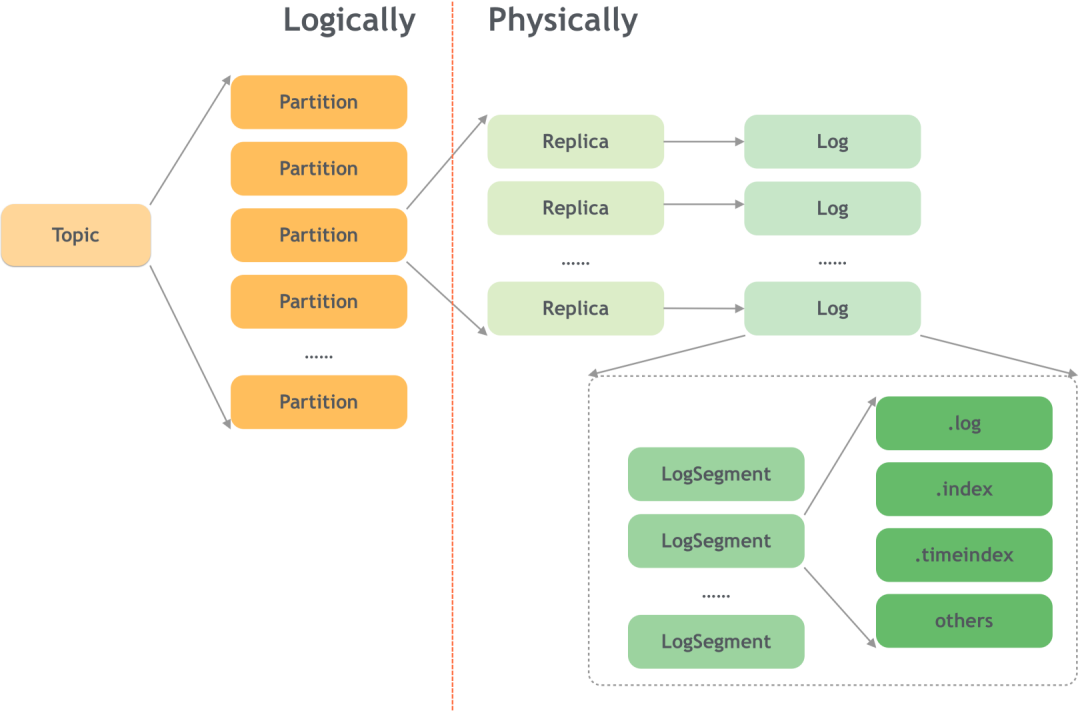 Logically
Physically
Topic
Partition
Partition
Partition
Partition
......
Partition
Replica
Log
Replica
Log
......
......
Replica
Log
LogSegment
LogSegment
......
LogSegment
.log
.index
.timeindex
others